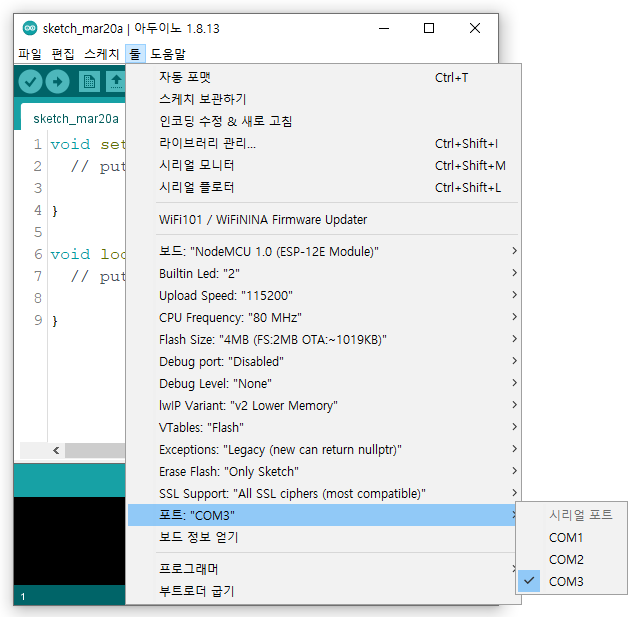 sketch_mar20a | 아두이노 1.8.13
파일 편집 스케치 툴 도움말
sketch_mar20a
1 void set
2 // put
3
4 }
5
6 void loo
7 // put
8
9 }
자동 포맷 Ctrl+T
스케치 보관하기
인코딩 수정 & 새로 고침
라이브러리 관리... Ctrl+Shift+I
시리얼 모니터 Ctrl+Shift+M
시리얼 플로터 Ctrl+Shift+L
WiFi101 / WiFiNINA Firmware Updater
보드: "NodeMCU 1.0 (ESP-12E Module)"
Builtin Led: "2"
Upload Speed: "115200"
CPU Frequency: "80 MHz"
Flash Size: "4MB (FS:2MB OTA:~1019KB)"
Debug port: "Disabled"
Debug Level: "None"
lwIP Variant: "v2 Lower Memory"
VTables: "Flash"
Exceptions: "Legacy (new can return nullptr)"
Erase Flash: "Only Sketch"
SSL Support: "All SSL ciphers (most compatible)"
포트: "COM3"
보드 정보 얻기
프로그래머
부트로더 굽기
시리얼 포트
COM1
COM2
COM3
1